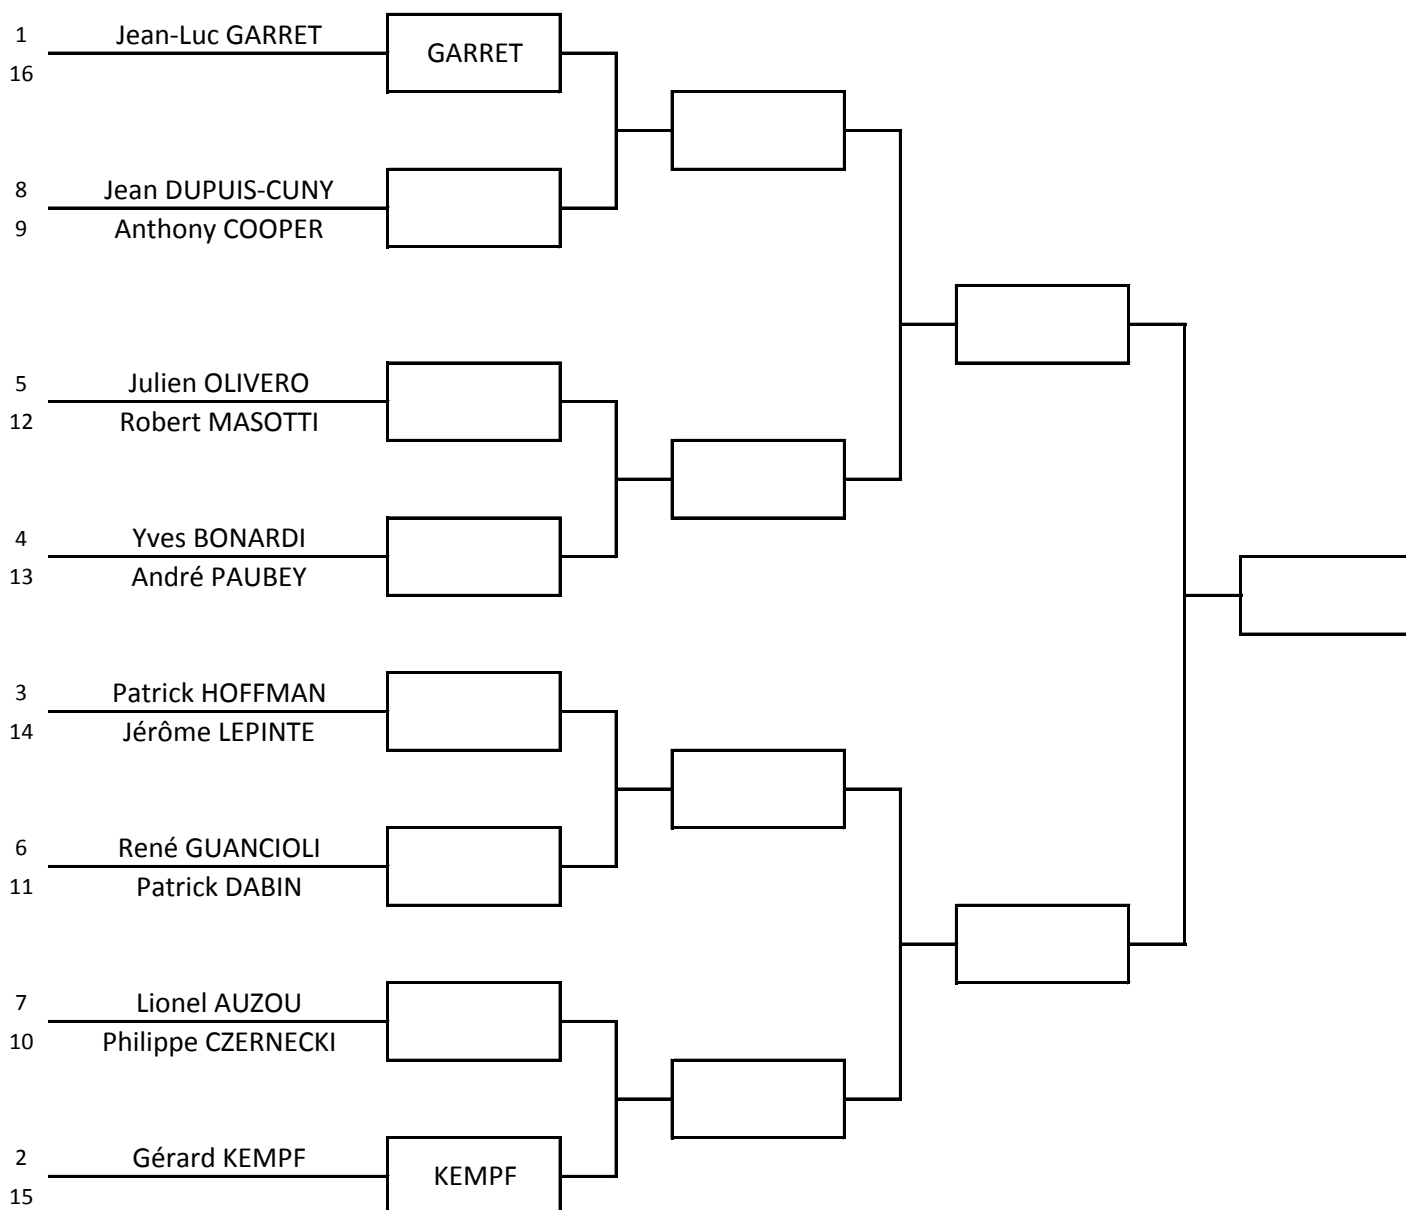 1 Jean-Luc GARRET GARRET
16
8 Jean DUPUIS-CUNY
9 Anthony COOPER
5 Julien OLIVERO
12 Robert MASOTTI
4 Yves BONARDI
13 André PAUBEY
3 Patrick HOFFMAN
14 Jérôme LEPINTE
6 René GUANCIOLI
11 Patrick DABIN
7 Lionel AUZOU
10 Philippe CZERNECKI
2 Gérard KEMPF KEMPF
15